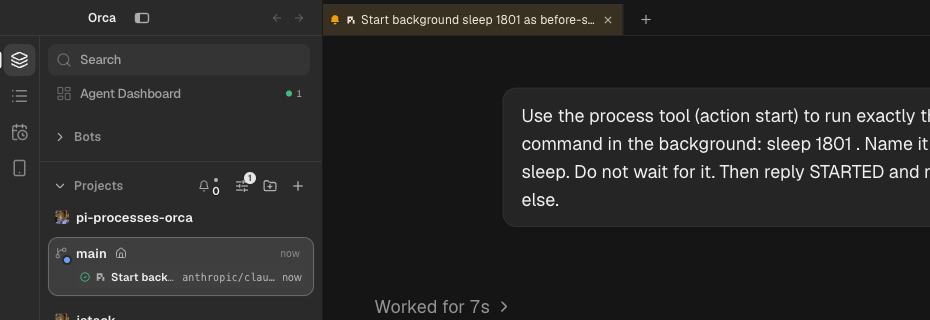 Orca
Search
Agent Dashboard
1
Bots
Projects
0
1
pi-processes-orca
main
now
Start back…
anthropic/clau…
now
Start background sleep 1801 as before-s…
Use the process tool (action start) to run exactly
command in the background: sleep 1801 . Name it
sleep. Do not wait for it. Then reply STARTED and
else.
Worked for 7s